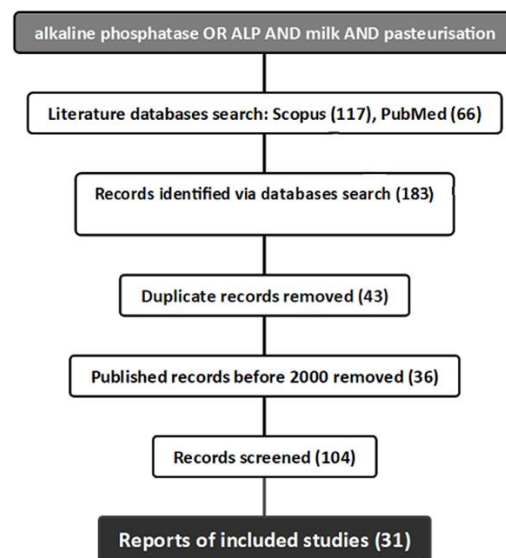 alkaline phosphatase OR ALP AND milk AND pasteurisation
Literature databases search: Scopus (117), PubMed (66)
Records identified via databases search (183)
Duplicate records removed (43)
Published records before 2000 removed (36)
Records screened (104)
Reports of included studies (31)